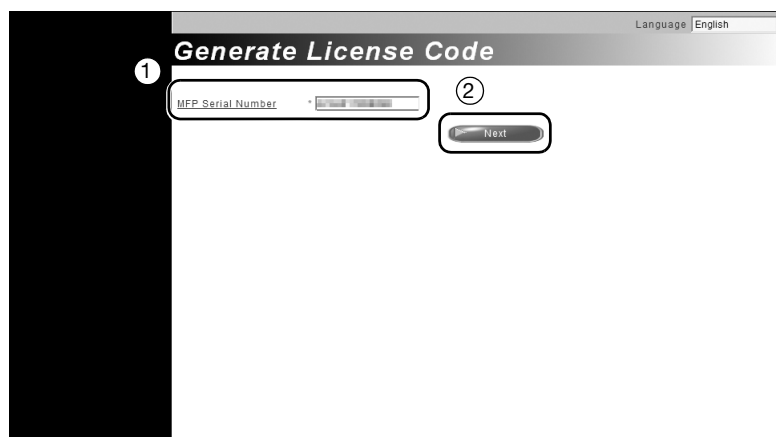 Language English
Generate License Code
1
MFP Serial Number *
2
Next